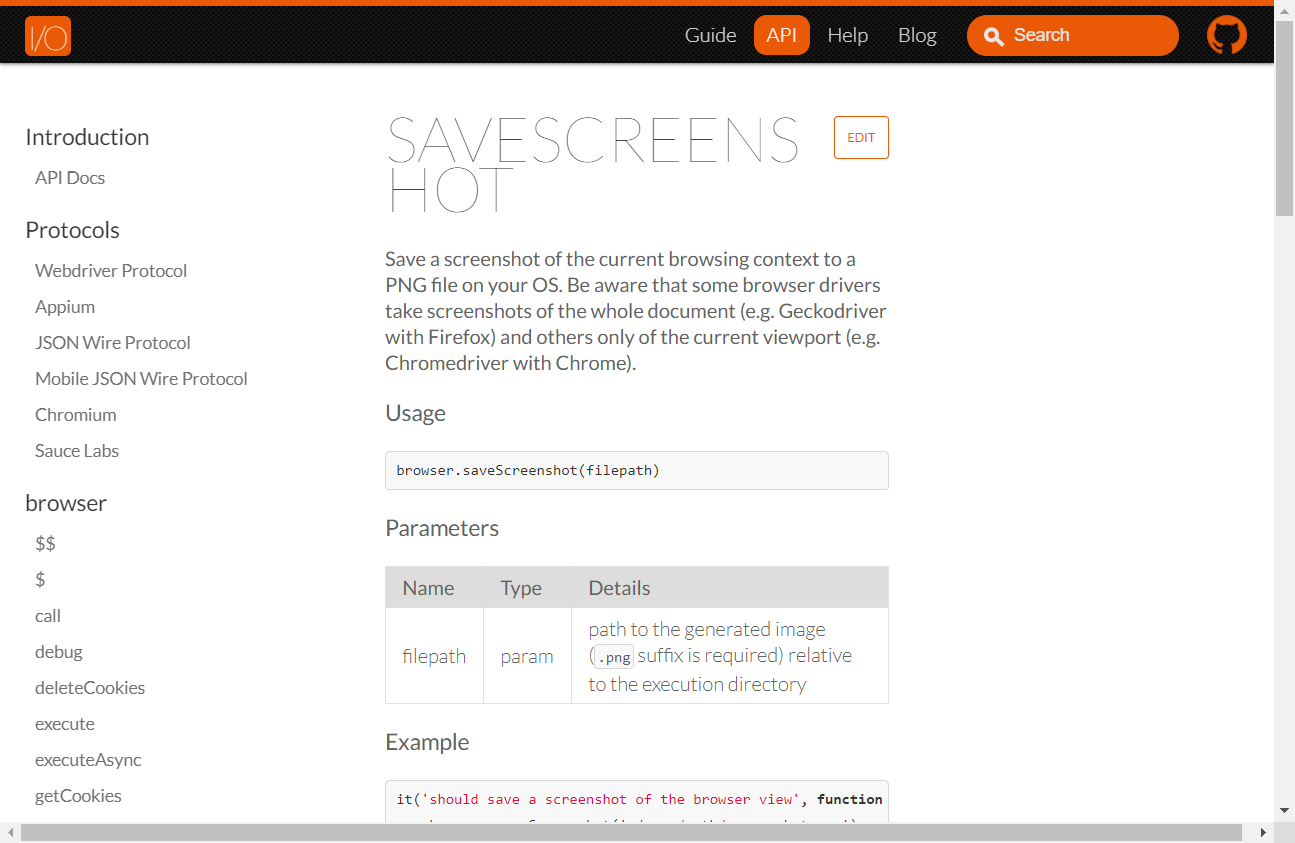 I/O
Guide
API
Help
Blog
Search
Introduction
API Docs
Protocols
Webdriver Protocol
Appium
JSON Wire Protocol
Mobile JSON Wire Protocol
Chromium
Sauce Labs
browser
$$
$
call
debug
deleteCookies
execute
executeAsync
getCookies
SAVESCREENS
HOT
EDIT
Save a screenshot of the current browsing context to a
PNG file on your OS. Be aware that some browser drivers
take screenshots of the whole document (e.g. Geckodriver
with Firefox) and others only of the current viewport (e.g.
Chromedriver with Chrome).
Usage
browser.saveScreenshot(filepath)
Parameters
Name Type Details
filepath param
path to the generated image
(.png suffix is required) relative
to the execution directory
Example
it('should save a screenshot of the browser view', function